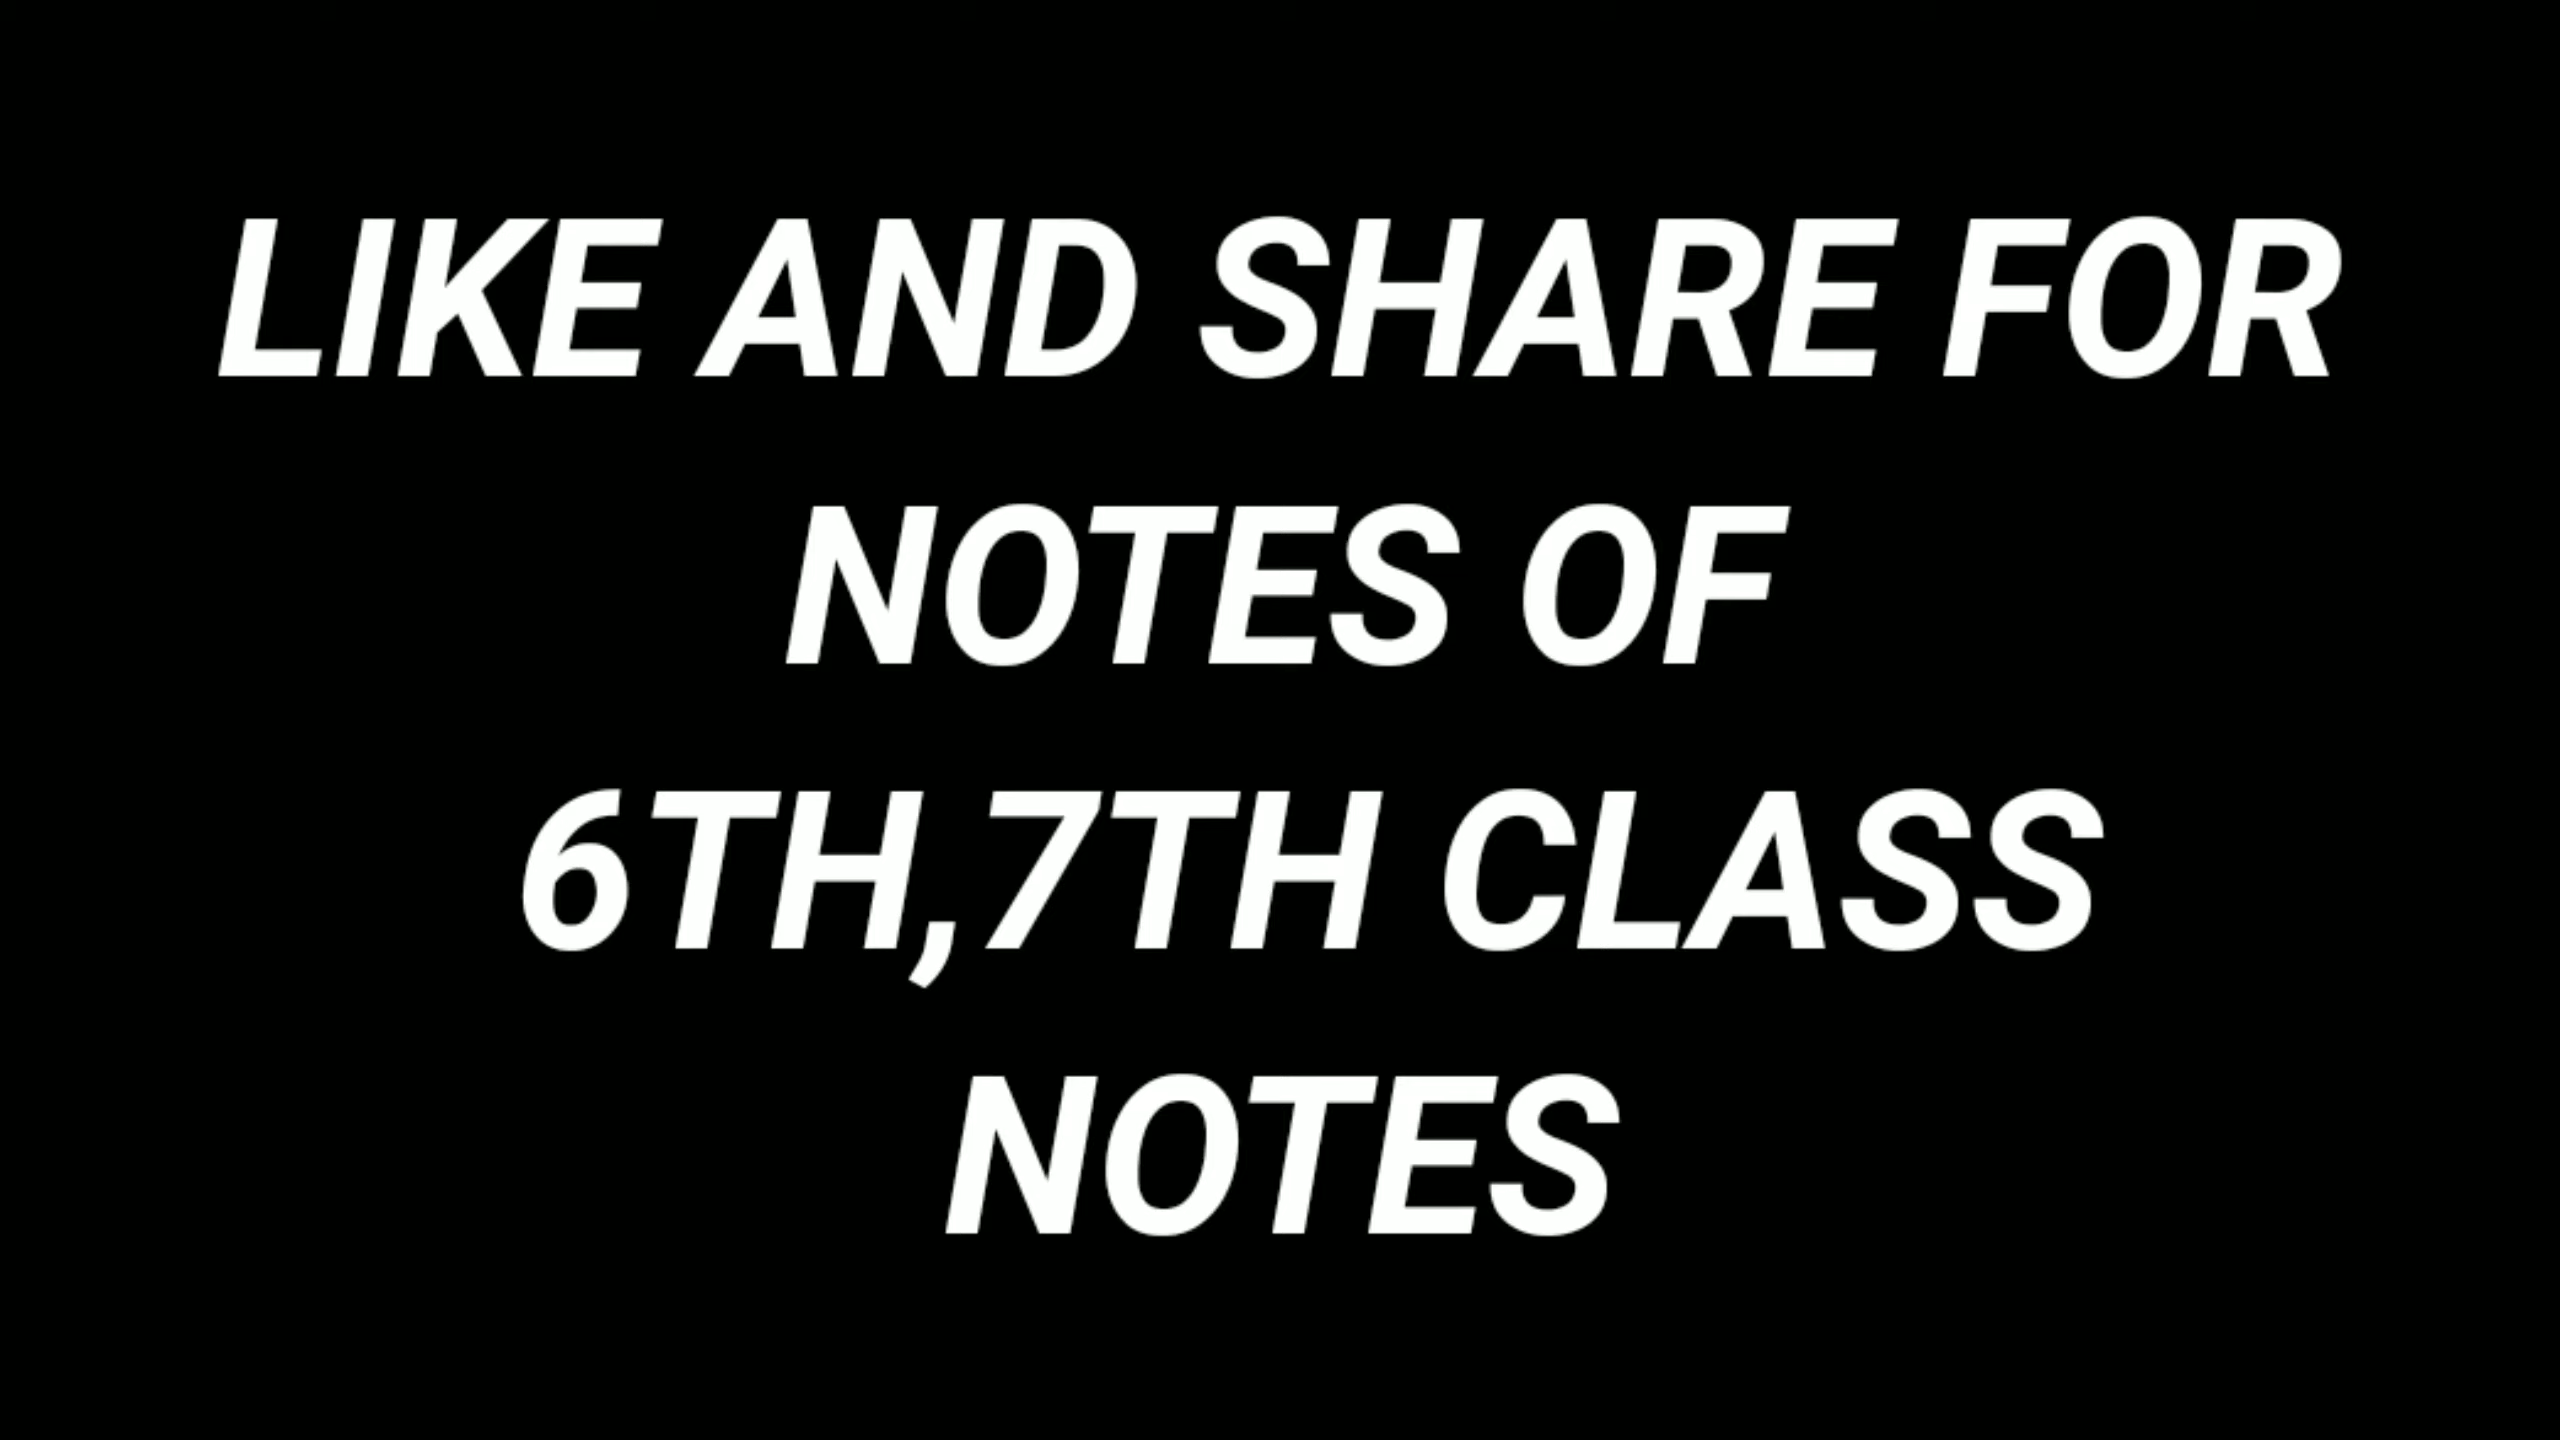 LIKE AND SHARE FOR
NOTES OF
6TH,7TH CLASS
NOTES